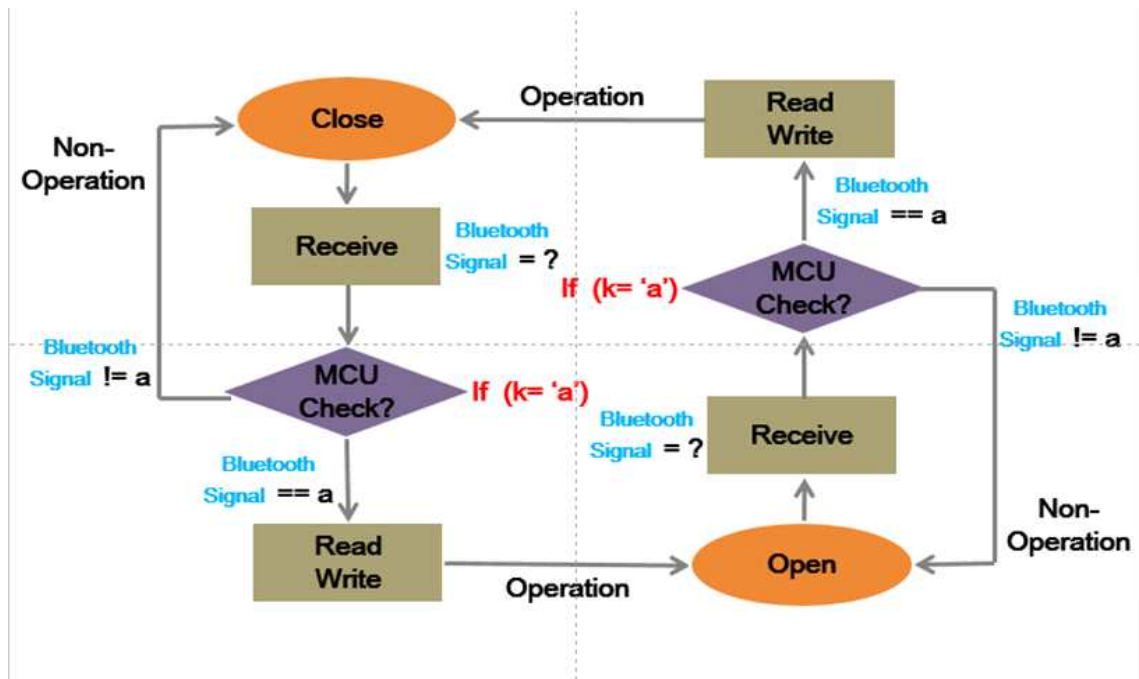 Close
Operation
Read
Write
Non-
Operation
Bluetooth
Signal == a
Receive
Bluetooth
Signal = ?
If (k= ‘a’)
MCU
Check?
Bluetooth
Signal != a
Bluetooth
Signal != a
MCU
Check?
If (k= ‘a’)
Bluetooth
Signal = ?
Receive
Bluetooth
Signal == a
Read
Write
Operation
Open
Non-
Operation